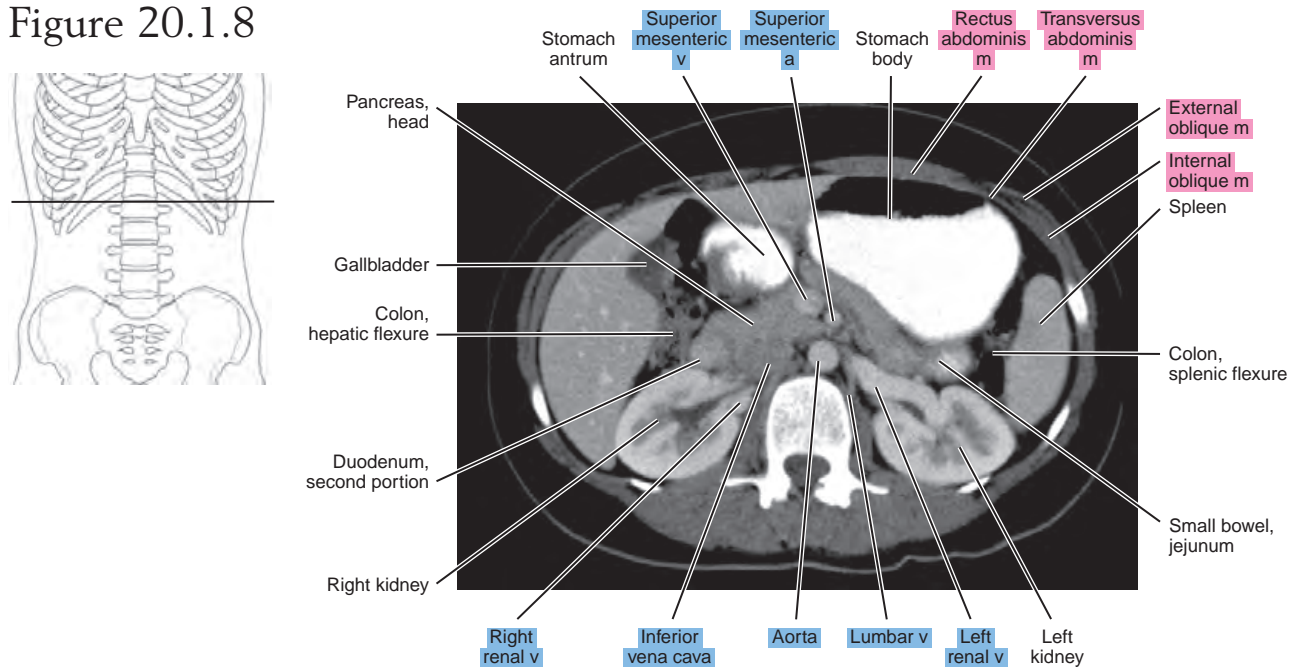 Figure 20.1.8
Stomach
antrum
Superior
mesenteric
v
Superior
mesenteric
a
Stomach
body
Rectus
abdominis
m
Transversus
abdominis
m
Pancreas,
head
External
oblique m
Internal
oblique m
Spleen
Gallbladder
Colon,
hepatic flexure
Colon,
splenic flexure
Duodenum,
second portion
Small bowel,
jejunum
Right kidney
Right
renal v
Inferior
vena cava
Aorta
Lumbar v
Left
renal v
Left
kidney